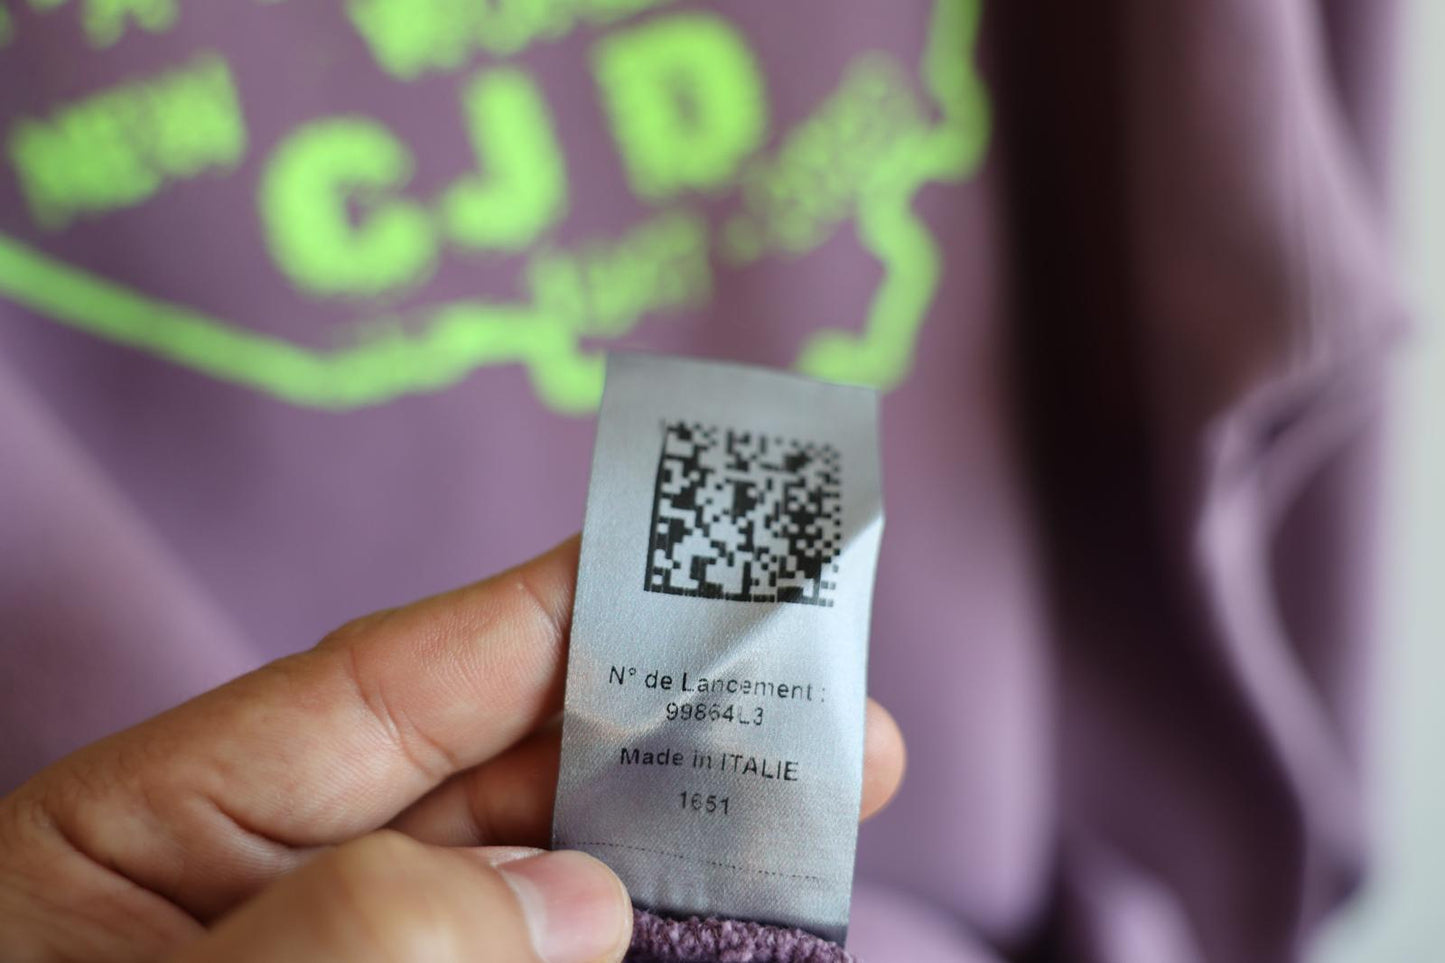 CJD
N° de Lancement :
99864L3
Made in ITALIE
1651